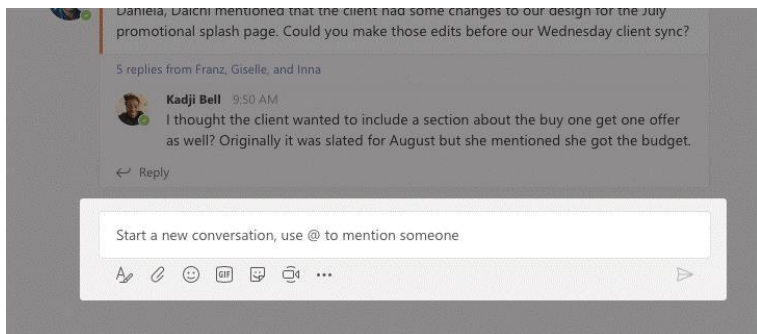 Daniela, Daichi mentioned that the client had some changes to our design for the July
promotional splash page. Could you make those edits before our Wednesday client sync?
5 replies from Franz, Giselle, and Inna
Kadji Bell 9:50 AM
I thought the client wanted to include a section about the buy one get one offer
as well? Originally it was slated for August but she mentioned she got the budget.
Reply
Start a new conversation, use @ to mention someone
GIF